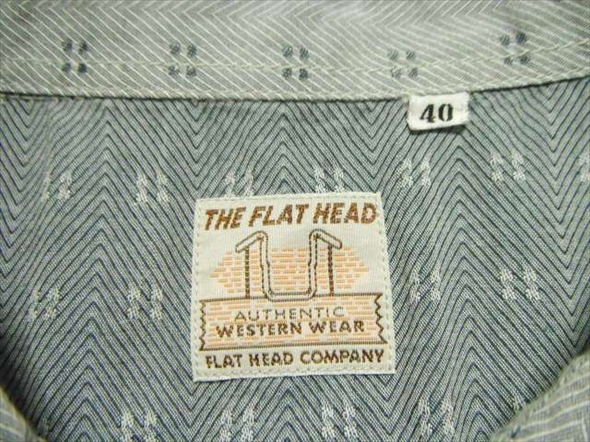 40
THE FLAT HEAD
AUTHENTIC
WESTERN WEAR
FLAT HEAD COMPANY